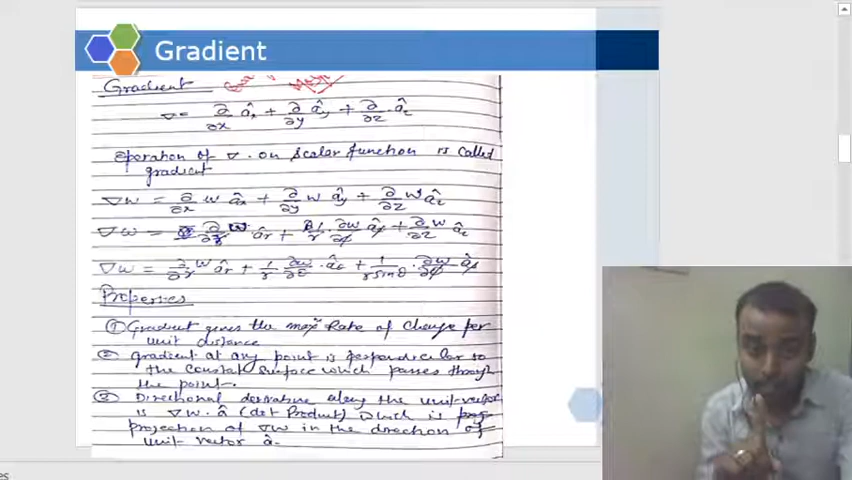 Gradient
Gradient
∇= ∂/∂x âx + ∂/∂y ây + ∂/∂z . âz
Operation of ∇ . on Scalar function is called
gradient
∇W = ∂/∂x W âx + ∂/∂y W ây + ∂/∂z W âz
∇W = ∂/∂r W âr + 1/r ∂W/∂φ âφ + ∂/∂z W âz
∇W = ∂/∂r W âr + 1/r ∂W/∂θ . âθ + 1/r sinθ . ∂W/∂φ âφ
Properies
① Gradient gives the maxm Rate of change per
unit distance
② gradient at any point is perpendicular to
the Constat Surface which passes through
the point.
③ Directional derivative along the unit-vector
is ∇W . â (dot Product) which is
projection of ∇W in the direction of
unit vector â.